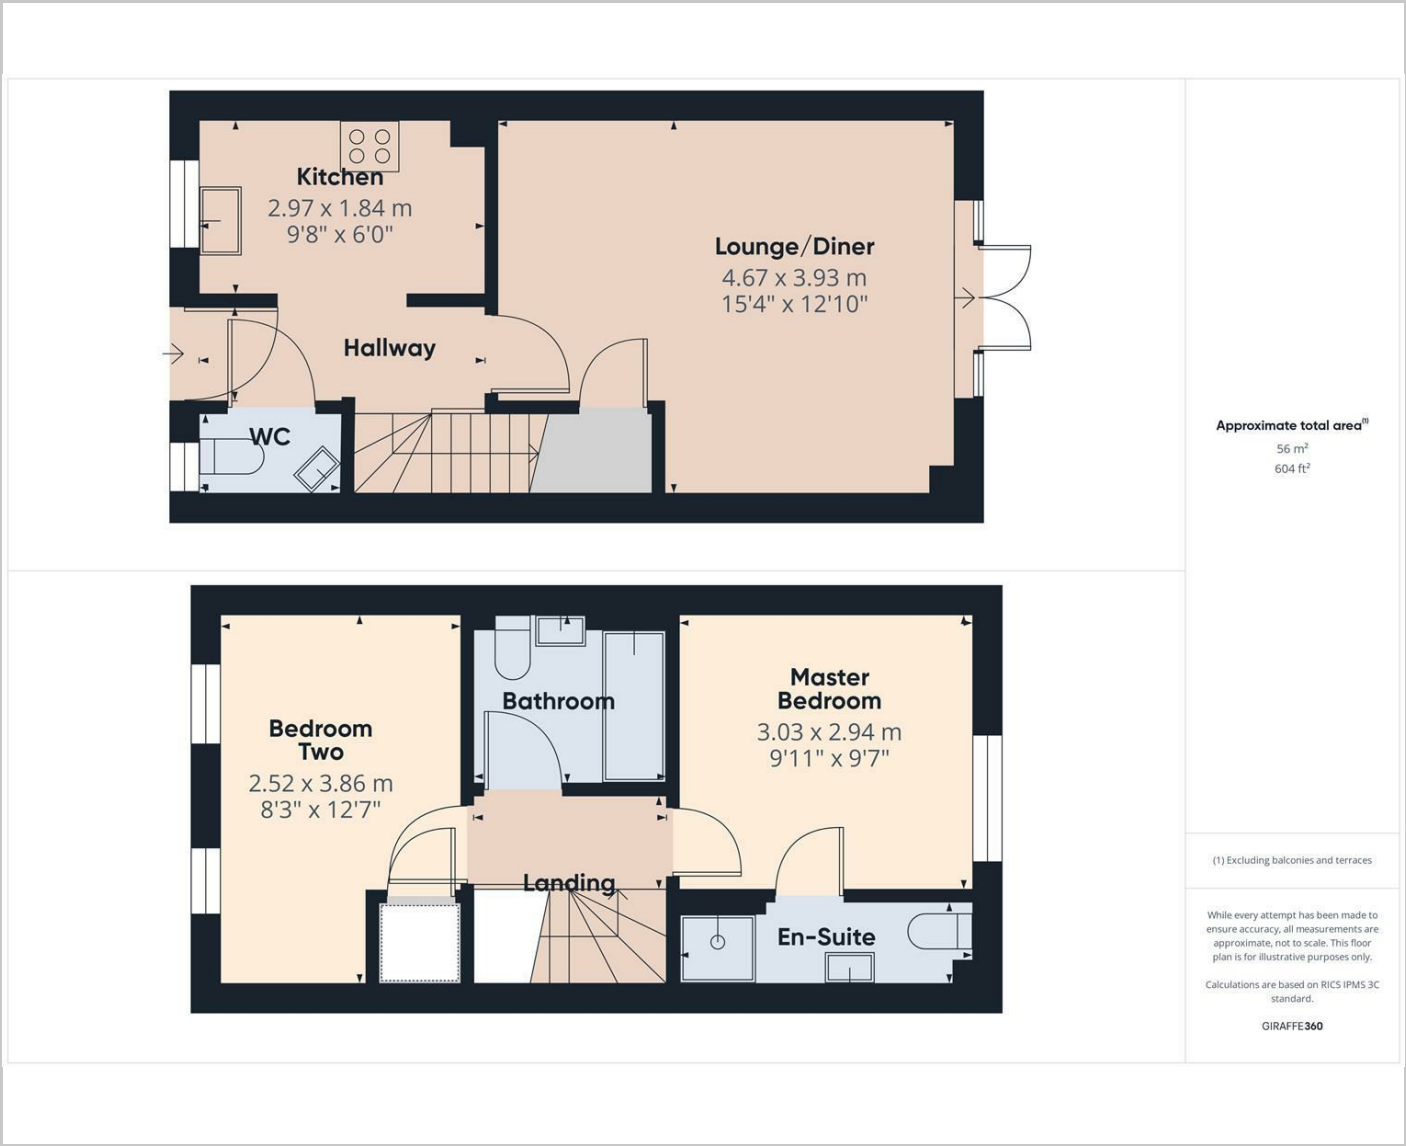 Kitchen
2.97 x 1.84 m
9'8" x 6'0"
Lounge/Diner
4.67 x 3.93 m
15'4" x 12'10"
Hallway
WC
Approximate total area(1)
56 m²
604 ft²
Bathroom
Master
Bedroom
3.03 x 2.94 m
9'11" x 9'7"
Bedroom
Two
2.52 x 3.86 m
8'3" x 12'7"
Landing
En-Suite
(1) Excluding balconies and terraces
While every attempt has been made to
ensure accuracy, all measurements are
approximate, not to scale. This floor
plan is for illustrative purposes only.
Calculations are based on RICS IPMS 3C
standard.
GIRAFFE360